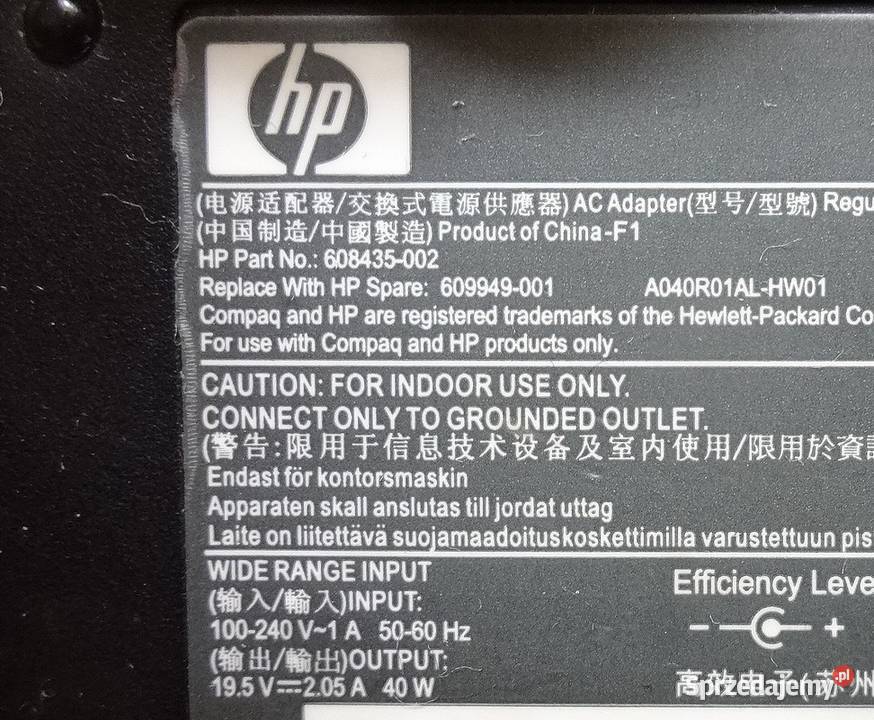 hp
(电源适配器/交換式電源供應器) AC Adapter(型号/型號) Regu
(中国制造/中國製造) Product of China-F1
HP Part No.: 608435-002
Replace With HP Spare: 609949-001 A040R01AL-HW01
Compaq and HP are registered trademarks of the Hewlett-Packard Co
For use with Compaq and HP products only.
CAUTION: FOR INDOOR USE ONLY.
CONNECT ONLY TO GROUNDED OUTLET.
(警告:限用于信息技术设备及室内使用/限用於資
Endast för kontorsmaskin
Apparaten skall anslutas till jordat uttag
Laite on liitettävä suojamaadoituskoskettimilla varustettuun pis
WIDE RANGE INPUT
Efficiency Leve
(输入/輸入)INPUT:
100-240 V~1 A 50-60 Hz
- +
(输出/輸出)OUTPUT:
19.5 V⎓2.05 A 40 W
高效电子(苏州
sprzedajemy.pl